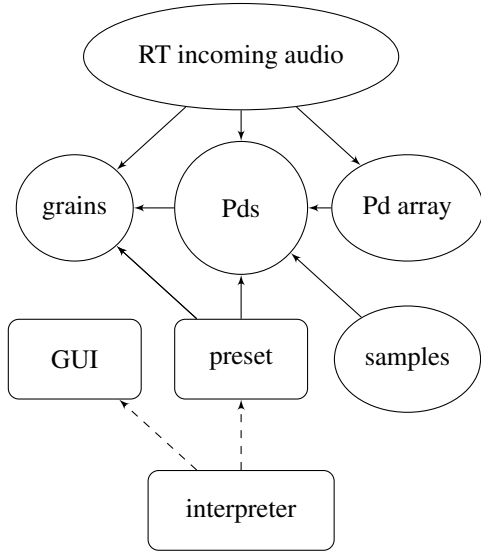 RT incoming audio
grains
Pds
Pd array
GUI
preset
samples
interpreter